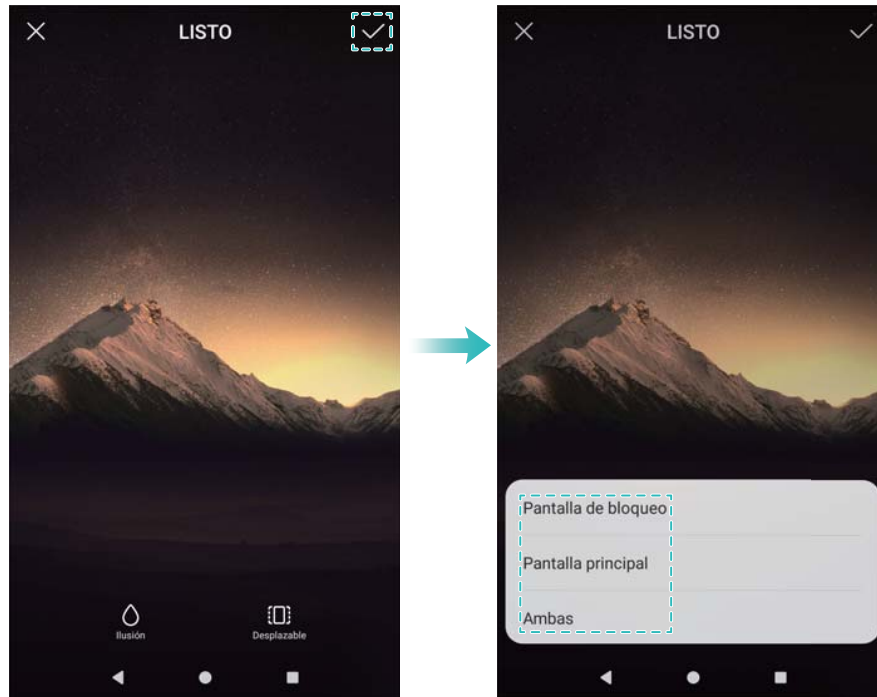 LISTO
Ilusión
Desplazable
LISTO
Pantalla de bloqueo
Pantalla principal
Ambas